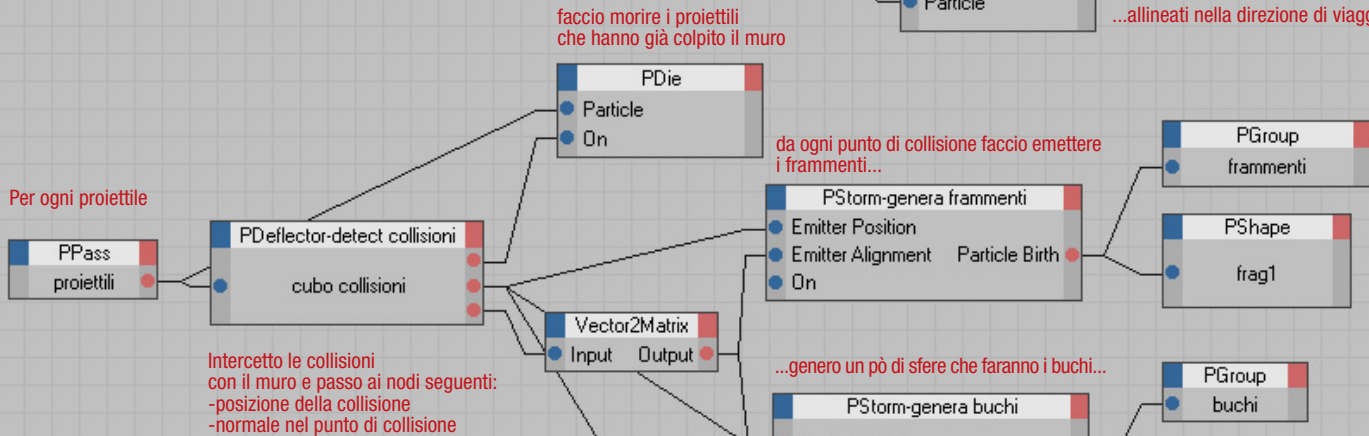 Particle
...allineati nella direzione di viagg
faccio morire i proiettili
che hanno già colpito il muro
PDie
Particle
On
da ogni punto di collisione faccio emettere
i frammenti...
PGroup
frammenti
Per ogni proiettile
PPass
proiettili
PDeflector-detect collisioni
cubo collisioni
PStorm-genera frammenti
Emitter Position
Emitter Alignment Particle Birth
On
PShape
frag1
Vector2Matrix
Input Output
Intercetto le collisioni
con il muro e passo ai nodi seguenti:
-posizione della collisione
-normale nel punto di collisione
...genero un pò di sfere che faranno i buchi...
PStorm-genera buchi
PGroup
buchi